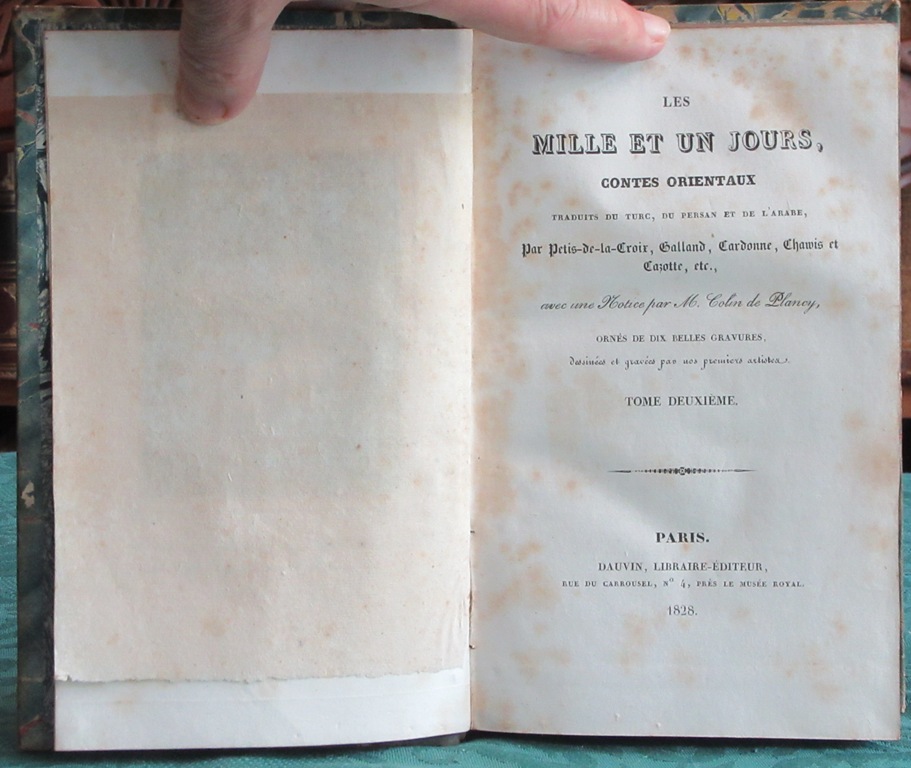 LES
MILLE ET UN JOURS,
CONTES ORIENTAUX
TRADUITS DU TURC, DU PERSAN ET DE L'ARABE,
Par Petis-de-la-Croix, Galland, Cardonne, Chawis et
Cazotte, etc.,
avec une Notice par M. Colin de Plancy,
ORNÉS DE DIX BELLES GRAVURES,
dessinées et gravées par nos premiers artistes.
TOME DEUXIÈME.
PARIS.
DAUVIN, LIBRAIRE-ÉDITEUR,
RUE DU CARROUSEL, N° 4, PRÈS LE MUSÉE ROYAL.
1828.